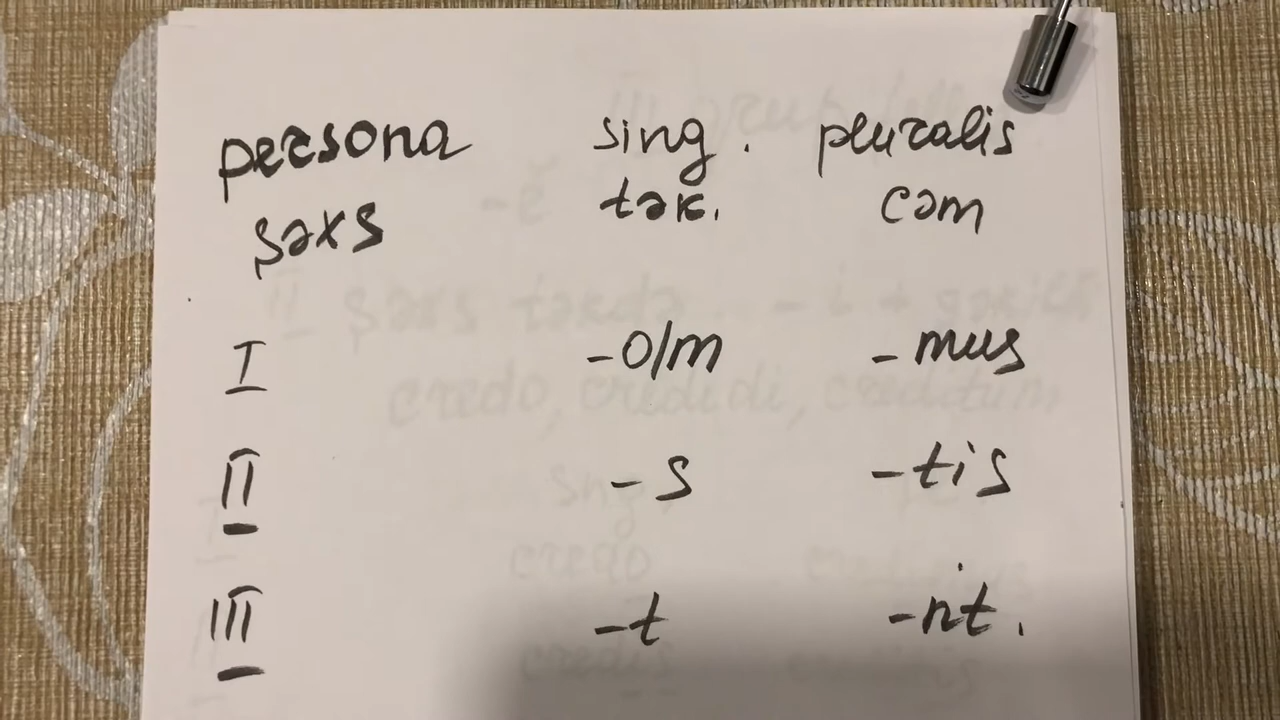 persona sing. pluralis
şəxs tək. cəm
I -o/m -mus
II -s -tis
III -t -nt.